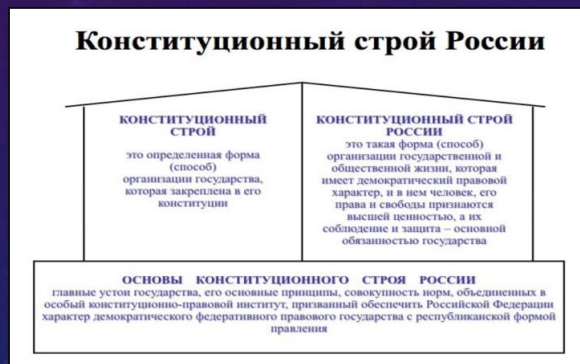 Конституционный строй России
КОНСТИТУЦИОННЫЙ
СТРОЙ
это определенная форма
(способ)
организации государства,
которая закреплена в его
конституции
КОНСТИТУЦИОННЫЙ СТРОЙ
РОССИИ
это такая форма (способ)
организации государственной и
общественной жизни, которая
имеет демократический правовой
характер, и в нем человек, его
права и свободы признаются
высшей ценностью, а их
соблюдение и защита – основной
обязанностью государства
ОСНОВЫ КОНСТИТУЦИОННОГО СТРОЯ РОССИИ
главные устои государства, его основные принципы, совокупность норм, объединенных в
особый конституционно-правовой институт, призванный обеспечить Российской Федерации
характер демократического федеративного правового государства с республиканской формой
правления